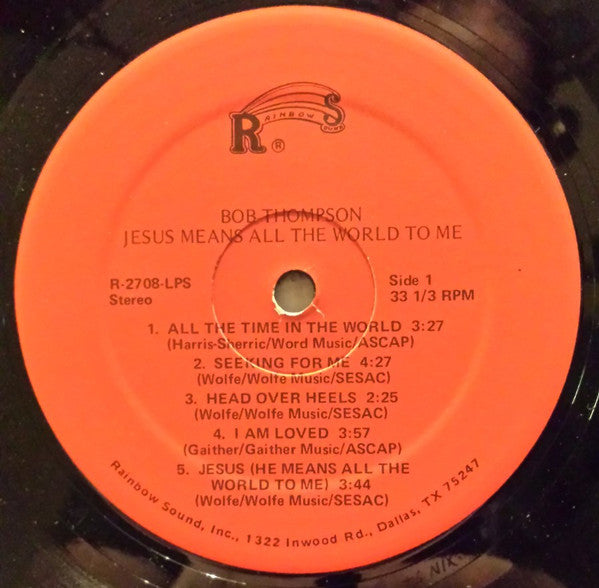 R AINBOW SOUND ®
BOB THOMPSON
JESUS MEANS ALL THE WORLD TO ME
R-2708-LPS
Stereo
Side 1
33 1/3 RPM
1. ALL THE TIME IN THE WORLD 3:27
(Harris-Sherric/Word Music/ASCAP)
2. SEEKING FOR ME 4:27
(Wolfe/Wolfe Music/SESAC)
3. HEAD OVER HEELS 2:25
(Wolfe/Wolfe Music/SESAC)
4. I AM LOVED 3:57
(Gaither/Gaither Music/ASCAP)
5. JESUS (HE MEANS ALL THE
WORLD TO ME) 3:44
(Wolfe/Wolfe Music/SESAC)
Rainbow Sound, Inc., 1322 Inwood Rd., Dallas, TX 75247